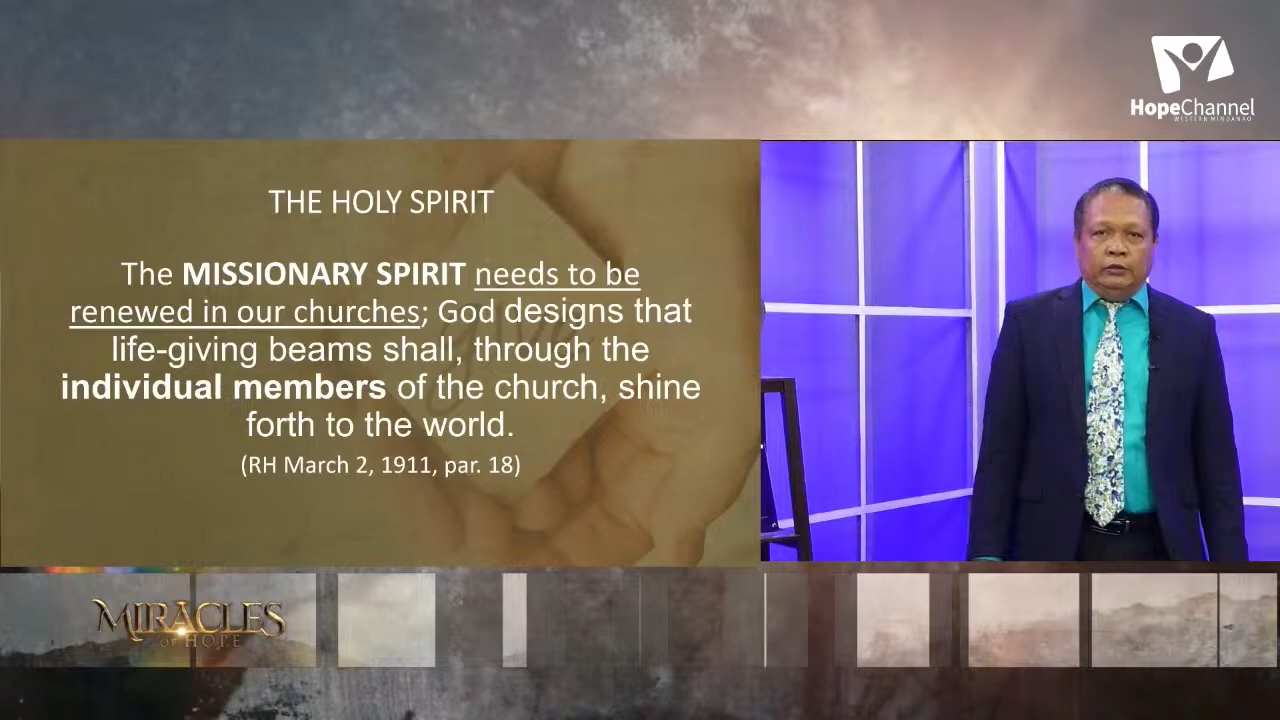 HopeChannel
WESTERN MINDANAO
THE HOLY SPIRIT
The MISSIONARY SPIRIT needs to be
renewed in our churches; God designs that
life-giving beams shall, through the
individual members of the church, shine
forth to the world.
(RH March 2, 1911, par. 18)
MIRACLES
OF HOPE